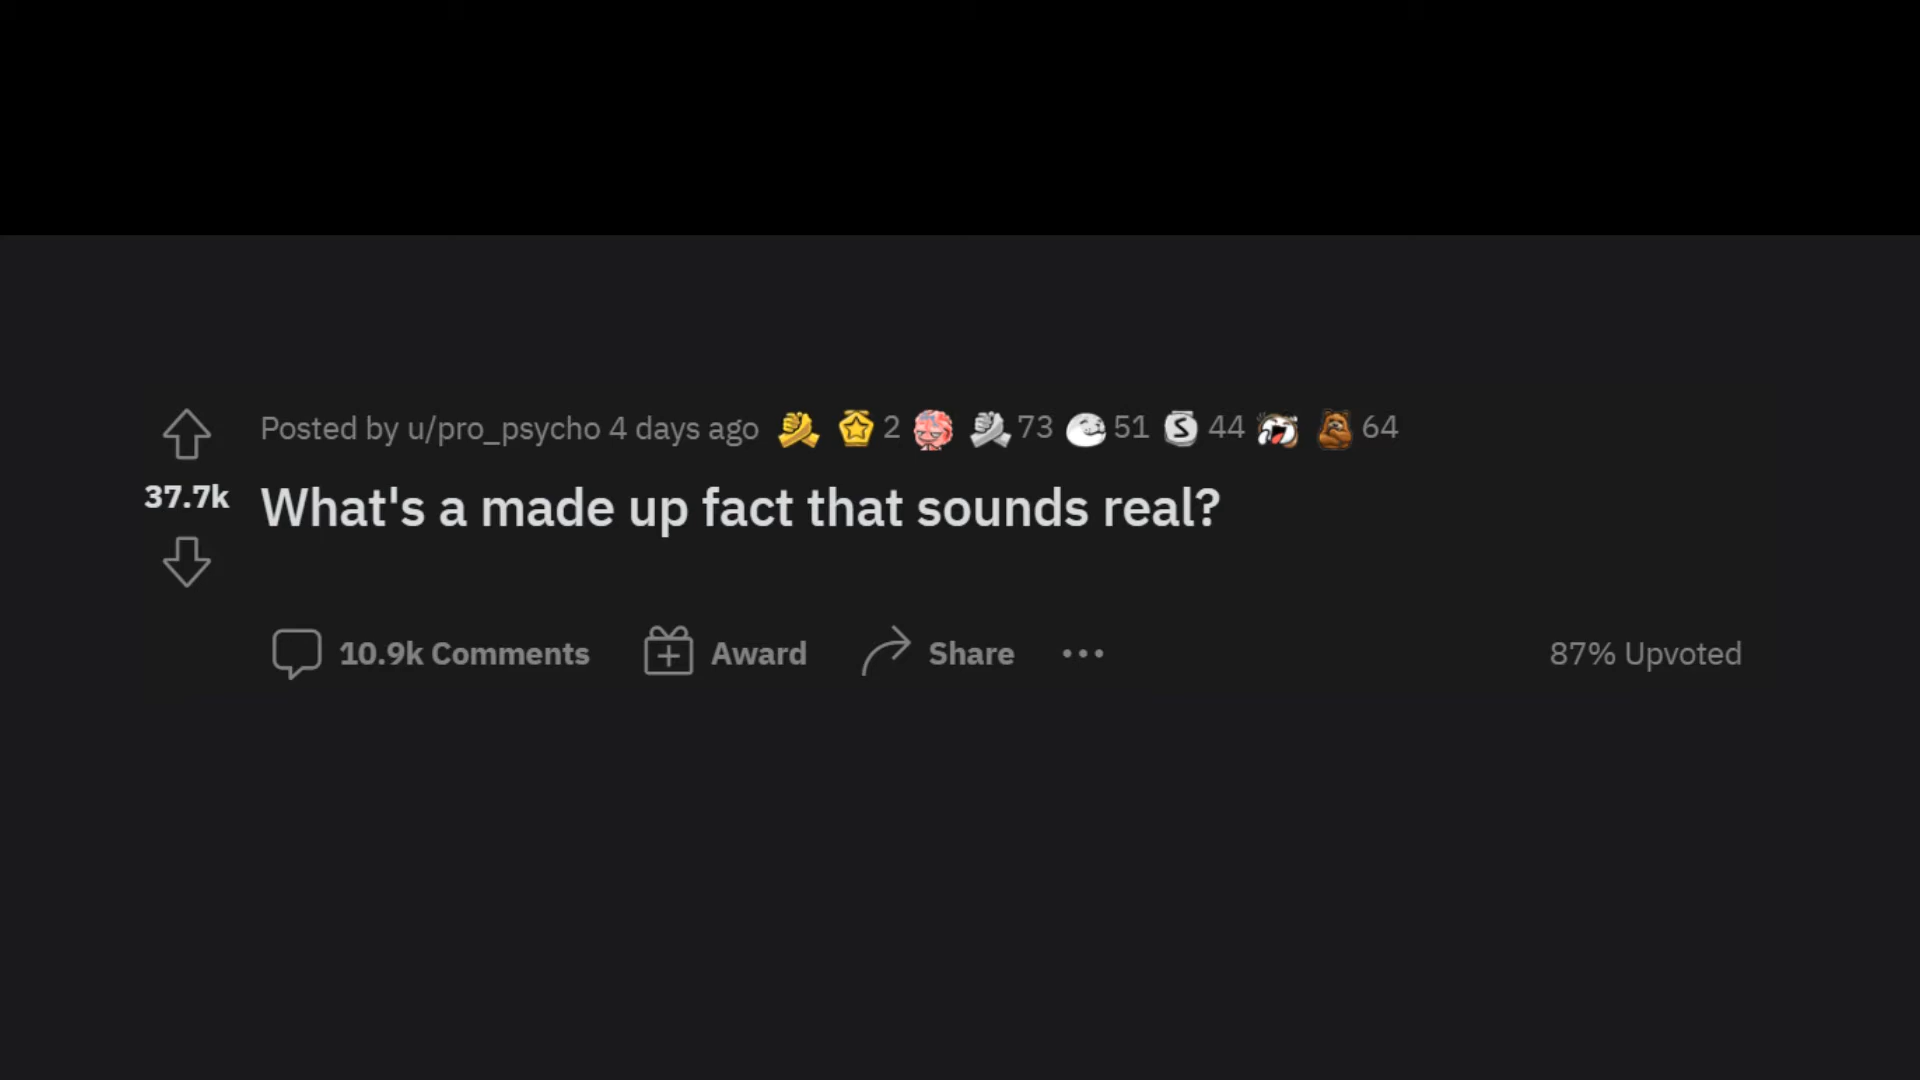 Posted by u/pro_psycho 4 days ago 2 73 51 S 44 64
37.7k
What's a made up fact that sounds real?
10.9k Comments Award Share 87% Upvoted